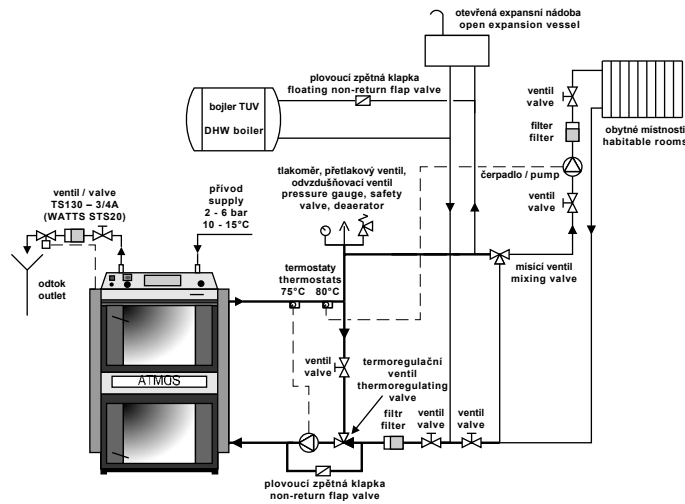 otevřená expansní nádoba
open expansion vessel
plovoucí zpětná klapka
floating non-return flap valve
bojler TUV
DHW boiler
ventil
valve
filter
filter
obytné místnosti
habitable rooms
tlakoměr, přetlakový ventil,
odvzdušňovací ventil
pressure gauge, safety
valve, deaerator
čerpadlo / pump
ventil
valve
ventil / valve
TS130 – 3/4A
(WATTS STS20)
přívod
supply
2 - 6 bar
10 - 15°C
odtok
outlet
termostaty
thermostats
75°C 80°C
mísící ventil
mixing valve
ventil
valve
termoregulační
ventil
thermoregulating
valve
ATMOS
filtr
filter
ventil
valve
ventil
valve
plovoucí zpětná klapka
non-return flap valve